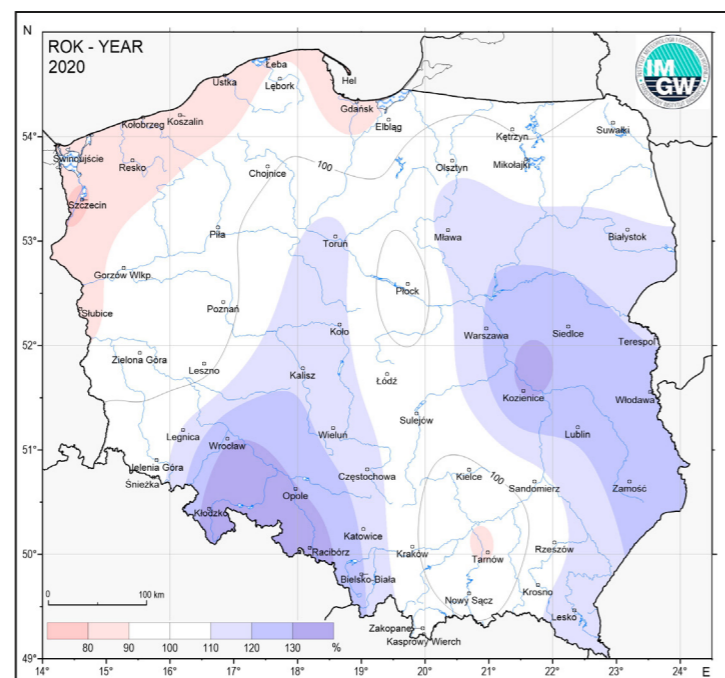 N
ROK - YEAR
2020
IM
GW
Łeba
Ustka
Lębork
Hel
Gdańsk
Kołobrzeg
Koszalin
Elbląg
54°
Kętrzyn
Suwałki
Świnoujście
Resko
Chojnice
100
Olsztyn
Mikołajki
Szczecin
53°
Piła
Toruń
Mława
Białystok
Gorzów Wlkp
Płock
Słubice
Poznań
Koło
Warszawa
Siedlce
Terespol
52°
Zielona Góra
Leszno
Kalisz
Łódź
Kozienice
Włodawa
Sulejów
Legnica
Wrocław
Wieluń
Lublin
51°
Jelenia Góra
Śnieżka
Częstochowa
Kielce
100
Sandomierz
Zamość
Opole
Kłodzko
Katowice
50°
Racibórz
Kraków
Tarnów
Rzeszów
Bielsko-Biała
Nowy Sącz
Krosno
Lesko
0
100 km
Zakopane
Kasprowy Wierch
80 90 100 110 120 130 %
49°
14° 15° 16° 17° 18° 19° 20° 21° 22° 23° 24° E